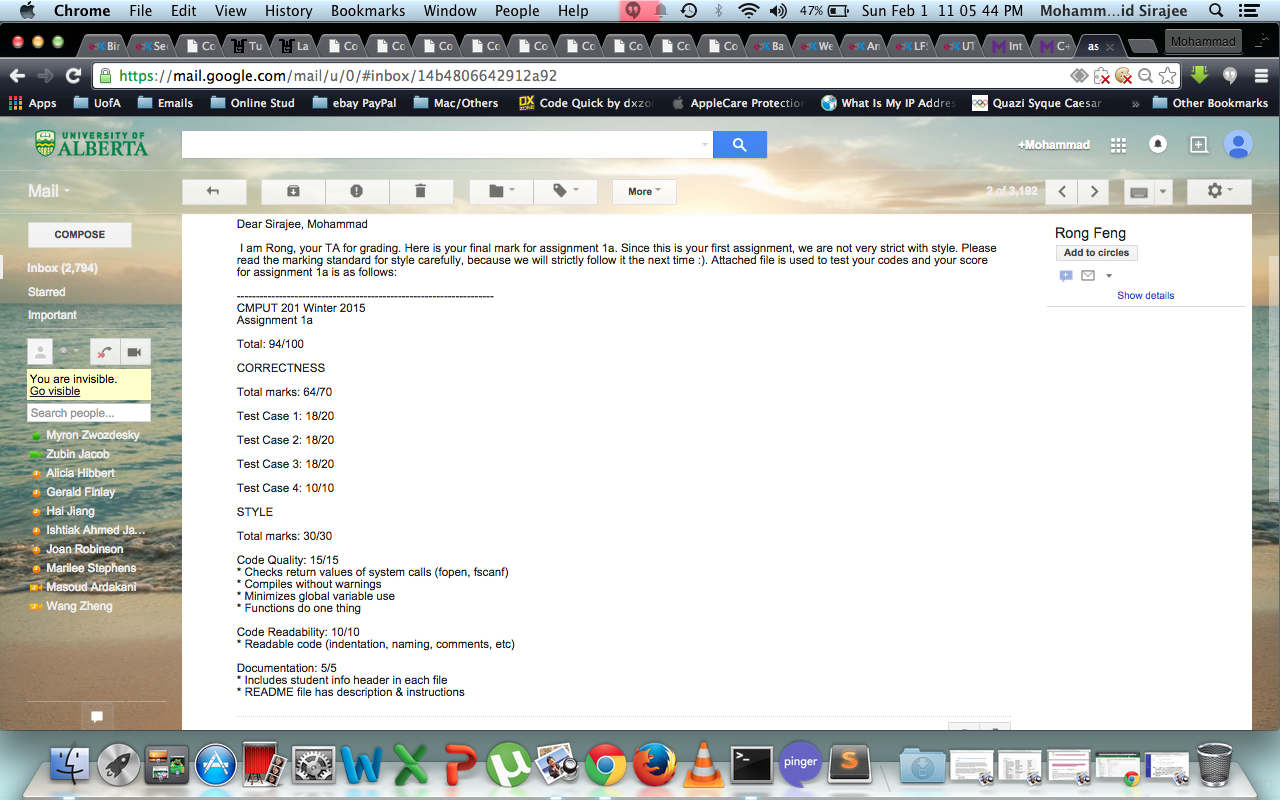 Chrome File Edit View History Bookmarks Window People Help 47% Sun Feb 1 11 05 44 PM Mohamm...id Sirajee
Bir Se Co Tu La Co Co Co Co Co Co Co Co Co Ba We An LF UT Int C+ as Mohammad
https://mail.google.com/mail/u/0/#inbox/14b4806642912a92
Apps UofA Emails Online Stud ebay PayPal Mac/Others DX ZONE Code Quick by dxzo AppleCare Protection What Is My IP Addres Quazi Syque Caesar » Other Bookmarks
UNIVERSITY OF
ALBERTA
+Mohammad
Mail
More
2 of 3,192
COMPOSE
Inbox (2,794)
Starred
Important
You are invisible.
Go visible
Search people...
Myron Zwozdesky
Zubin Jacob
Alicia Hibbert
Gerald Finlay
Hai Jiang
Ishtiak Ahmed Ja...
Joan Robinson
Marilee Stephens
Masoud Ardakani
Wang Zheng
Dear Sirajee, Mohammad
I am Rong, your TA for grading. Here is your final mark for assignment 1a. Since this is your first assignment, we are not very strict with style. Please
read the marking standard for style carefully, because we will strictly follow it the next time :). Attached file is used to test your codes and your score
for assignment 1a is as follows:
-------------------------------------------------------------------
CMPUT 201 Winter 2015
Assignment 1a
Total: 94/100
CORRECTNESS
Total marks: 64/70
Test Case 1: 18/20
Test Case 2: 18/20
Test Case 3: 18/20
Test Case 4: 10/10
STYLE
Total marks: 30/30
Code Quality: 15/15
* Checks return values of system calls (fopen, fscanf)
* Compiles without warnings
* Minimizes global variable use
* Functions do one thing
Code Readability: 10/10
* Readable code (indentation, naming, comments, etc)
Documentation: 5/5
* Includes student info header in each file
* README file has description & instructions
Rong Feng
Add to circles
Show details
pinger